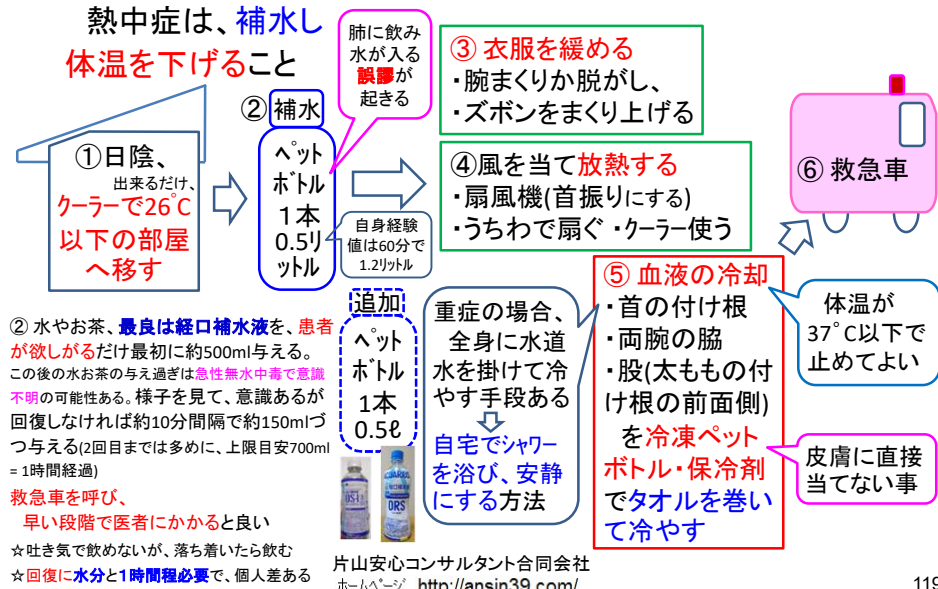 熱中症は、補水し
体温を下げること
①日陰、
出来るだけ、
クーラーで26℃
以下の部屋
へ移す
②補水
ペット
ボトル
1本
0.5リ
ットル
肺に飲み
水が入る
誤謬が
起きる
自身経験
値は60分で
1.2リットル
追加
ペット
ボトル
1本
0.5ℓ
③ 衣服を緩める
・腕まくりか脱がし、
・ズボンをまくり上げる
④風を当て放熱する
・扇風機(首振りにする)
・うちわで扇ぐ ・クーラー使う
⑤ 血液の冷却
・首の付け根
・両腕の脇
・股(太ももの付
け根の前面側)
を冷凍ペット
ボトル・保冷剤
でタオルを巻い
て冷やす
⑥ 救急車
体温が
37℃以下で
止めてよい
皮膚に直接
当てない事
重症の場合、
全身に水道
水を掛けて冷
やす手段ある
自宅でシャワー
を浴び、安静
にする方法
② 水やお茶、最良は経口補水液を、患者
が欲しがるだけ最初に約500ml与える。
この後の水お茶の与え過ぎは急性無水中毒で意識
不明の可能性ある。様子を見て、意識あるが
回復しなければ約10分間隔で約150mlづ
つ与える(2回目までは多めに、上限目安700ml
= 1時間経過)
救急車を呼び、
早い段階で医者にかかると良い
☆吐き気で飲めないが、落ち着いたら飲む
☆回復に水分と1時間程必要で、個人差ある
OS-1
AQUARIUS
ORS
片山安心コンサルタント合同会社
ホームページ http://ansin39.com/
119